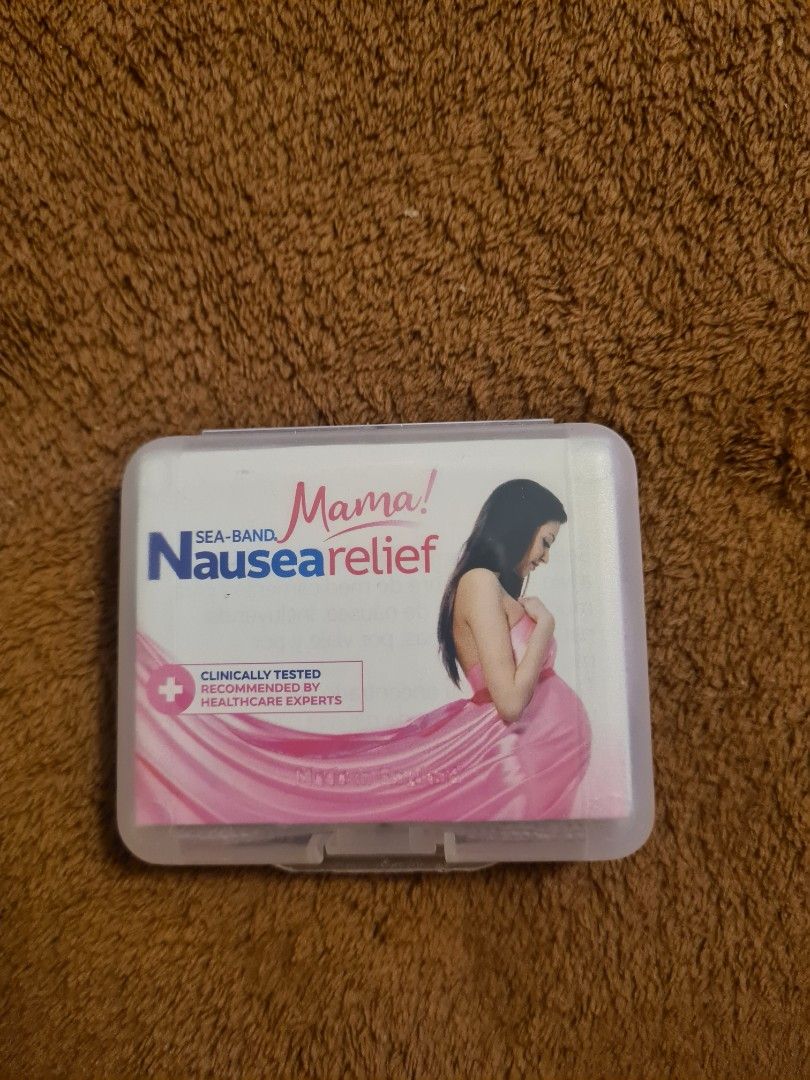 Mama!
SEA-BAND®
Nausea relief
CLINICALLY TESTED
RECOMMENDED BY
HEALTHCARE EXPERTS